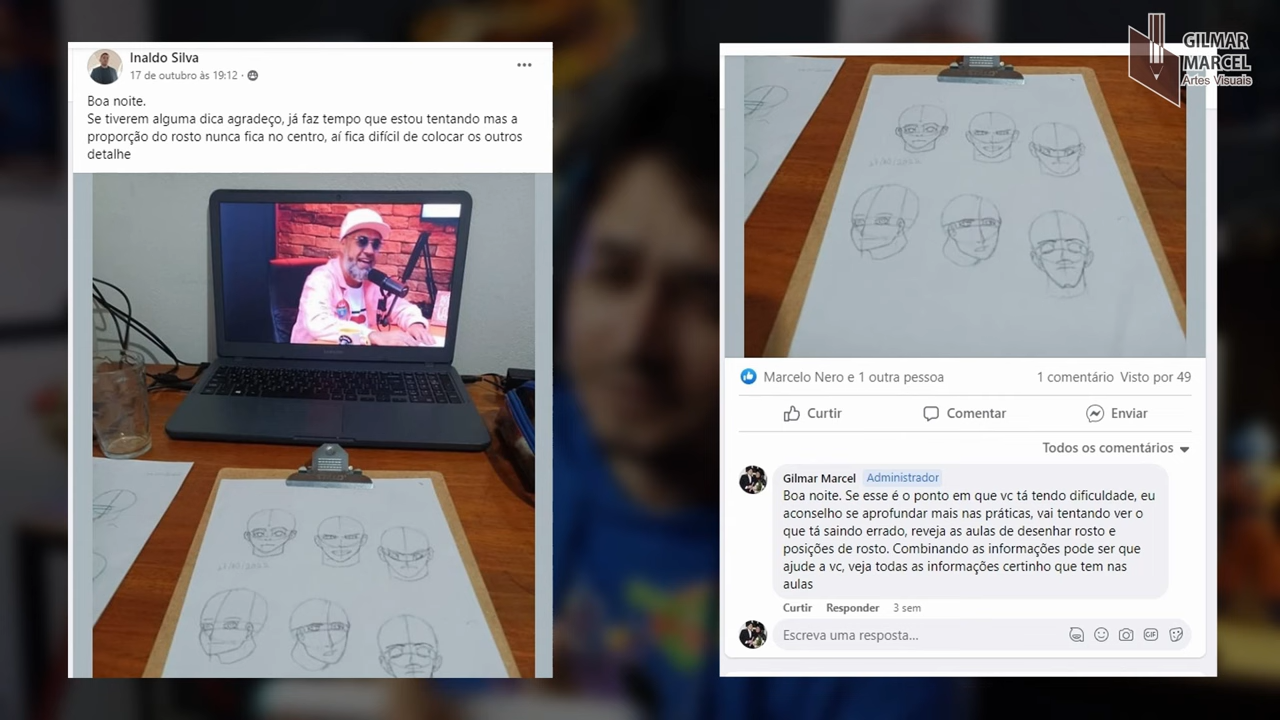 Inaldo Silva
17 de outubro às 19:12 ·
Boa noite.
Se tiverem alguma dica agradeço, já faz tempo que estou tentando mas a
proporção do rosto nunca fica no centro, aí fica difícil de colocar os outros
detalhe
GILMAR
MARCEL
Artes Visuais
Marcelo Nero e 1 outra pessoa
1 comentário Visto por 49
Curtir
Comentar
Enviar
Todos os comentários
Gilmar Marcel Administrador
Boa noite. Se esse é o ponto em que vc tá tendo dificuldade, eu
aconselho se aprofundar mais nas práticas, vai tentando ver o
que tá saindo errado, reveja as aulas de desenhar rosto e
posições de rosto. Combinando as informações pode ser que
ajude a vc, veja todas as informações certinho que tem nas
aulas
Curtir Responder 3 sem
Escreva uma resposta...
GIF